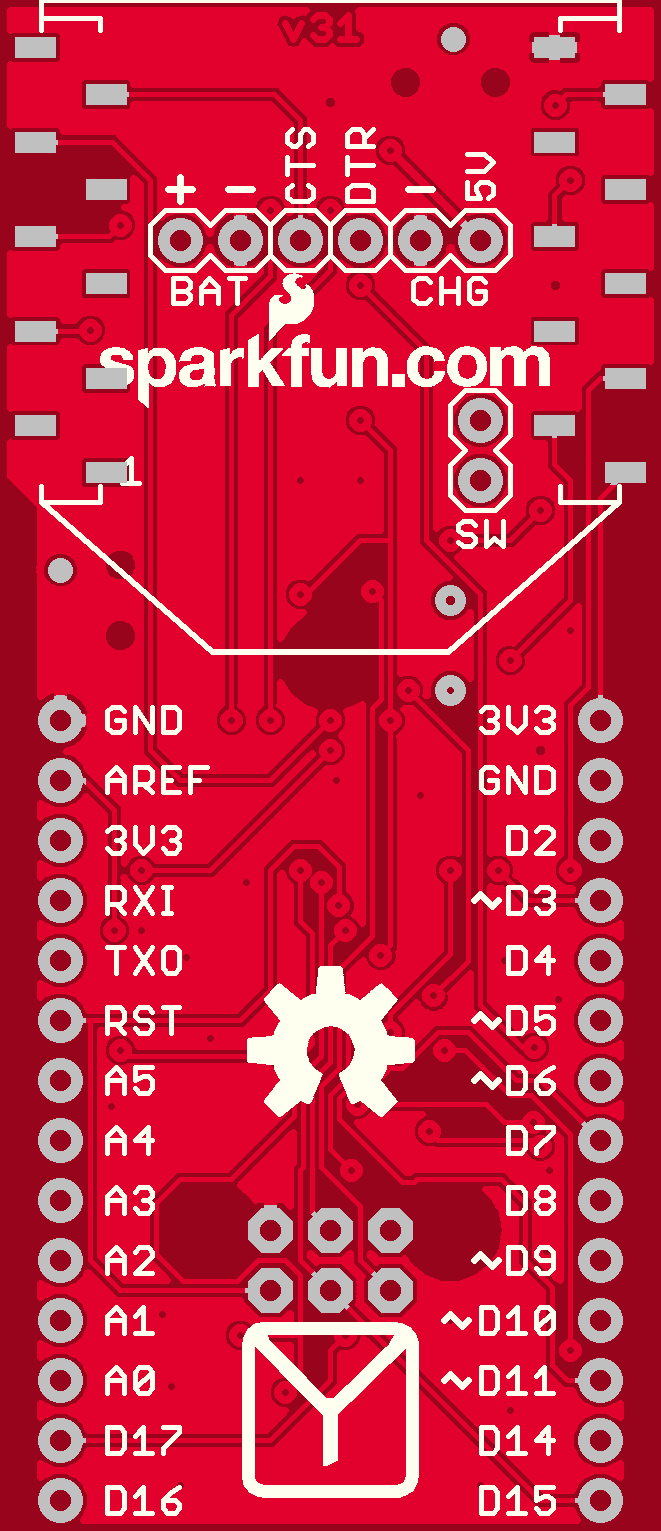 v31
+ - CTS DTR - 5V
BAT CHG
sparkfun.com
1
SW
GND 3V3
AREF GND
3V3 D2
RXI ~D3
TXO D4
RST ~D5
A5 ~D6
A4 D7
A3 D8
A2 ~D9
A1 ~D10
A0 ~D11
D17 D14
D16 D15